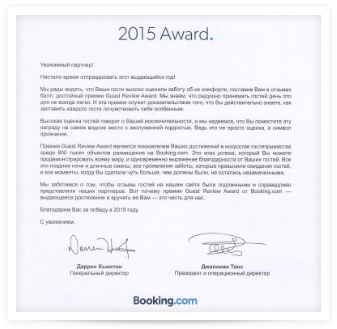 2015 Award.
Уважаемый партнер!
Настало время отпраздновать этот выдающийся год!
Мы рады видеть, что Ваши гости высоко оценили заботу об их комфорте, поставив Вам в отзывах
балл, достойный премии Guest Review Award. Мы знаем, что радушно принимать гостей день ото
дня не всегда легко. И эта премия служит доказательством того, что Вы действительно знаете, как
заставить каждого гостя почувствовать себя особенным.
Высокая оценка гостей говорит о Вашей исключительности, и мы надеемся, что Вы поместите эту
награду на самое видное место с заслуженной гордостью. Ведь это не просто оценка, а символ
признания.
Премия Guest Review Award является показателем Ваших достижений в искусстве гостеприимства
среди 800 тысяч объектов размещения на Booking.com. Это знак успеха, который Вы можете
продемонстрировать всему миру, и одновременно выражение благодарности от Ваших гостей. Все
эти поздние ночи и длинные смены, вся проявленная забота, которая превысила ожидания гостей,
и все моменты, когда Вы сделали чуть больше, чем должны были, не остались незамеченными.
Мы заботимся о том, чтобы отзывы гостей на нашем сайте были подлинными и справедливо
представляли наших партнеров. Вот почему премия Guest Review Award от Booking.com —
выдающееся достижение и вручить ее Вам — это честь для нас.
Благодарим Вас за победу в 2015 году.
С уважением,
Даррен Хьюстон
Генеральный директор
Джиллиан Танс
Президент и операционный директор
Booking.com